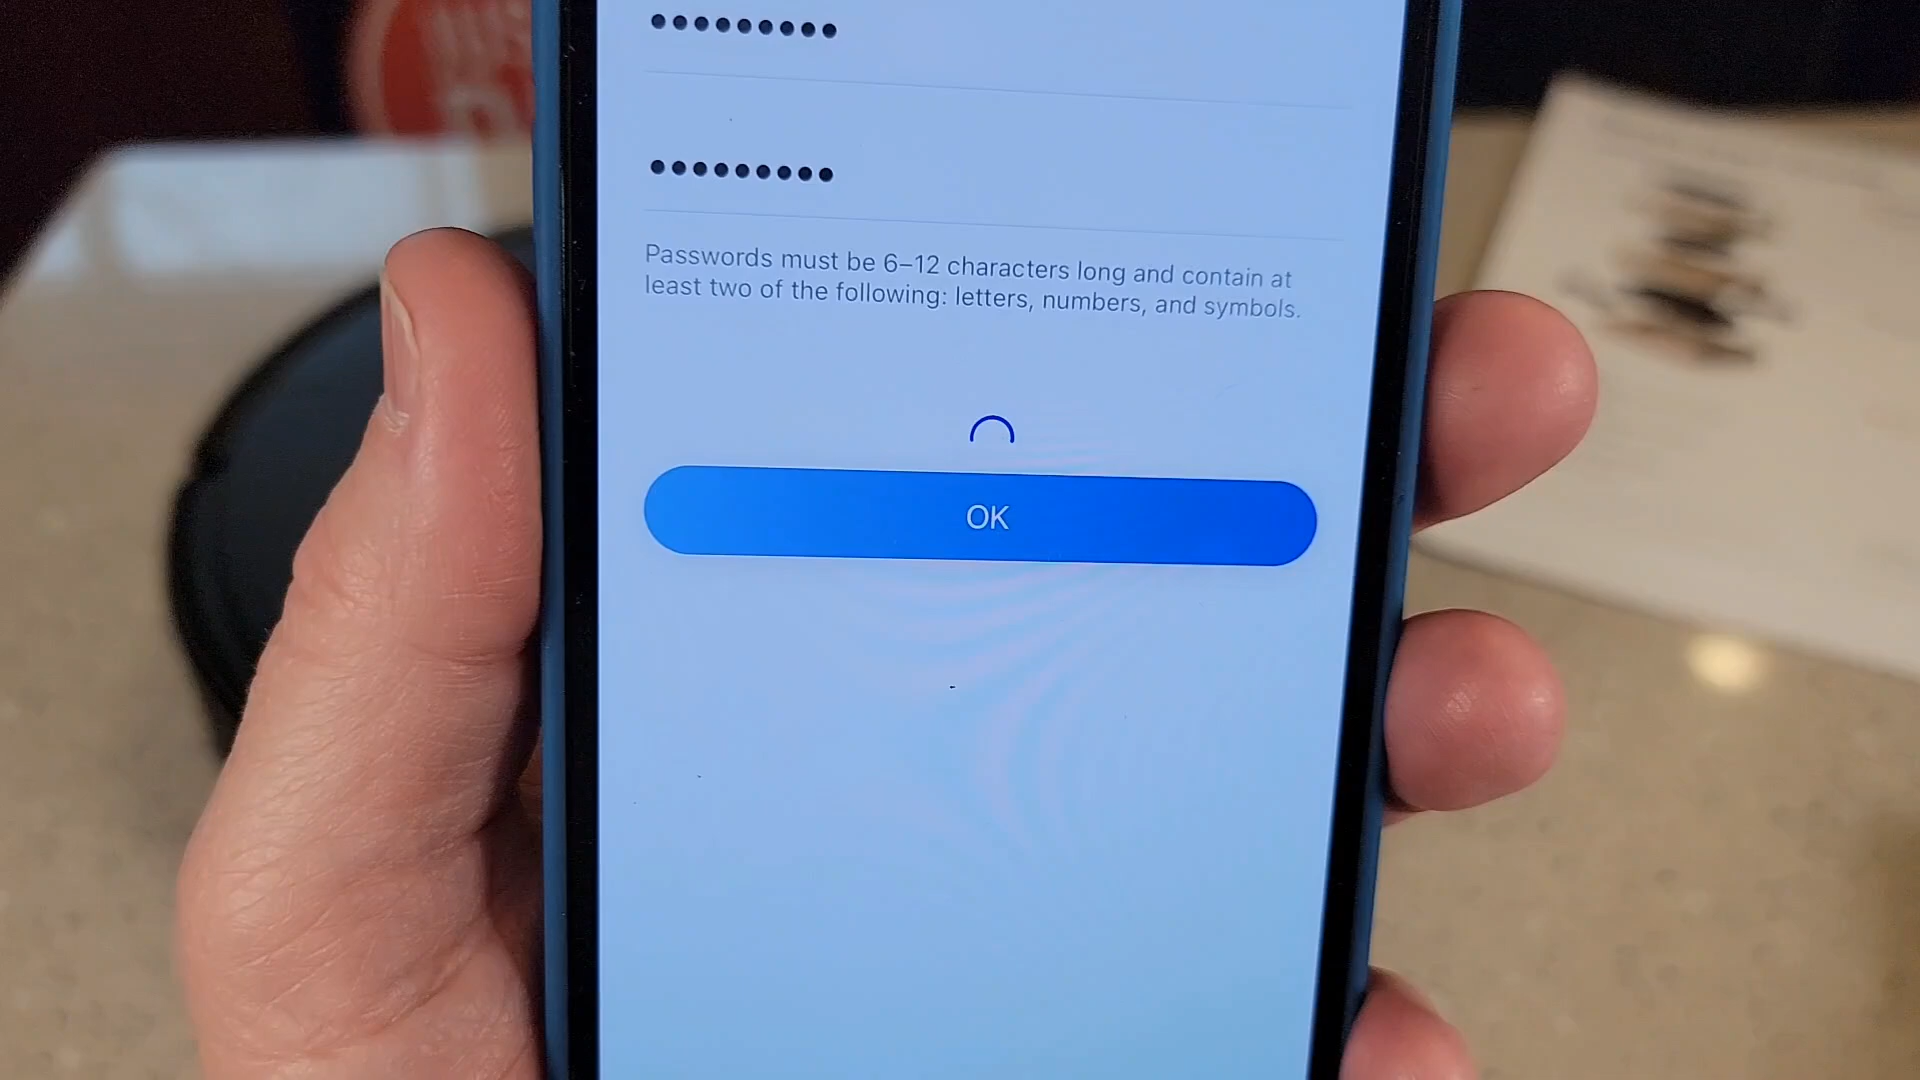 •••••••••
•••••••••
Passwords must be 6–12 characters long and contain at
least two of the following: letters, numbers, and symbols.
OK